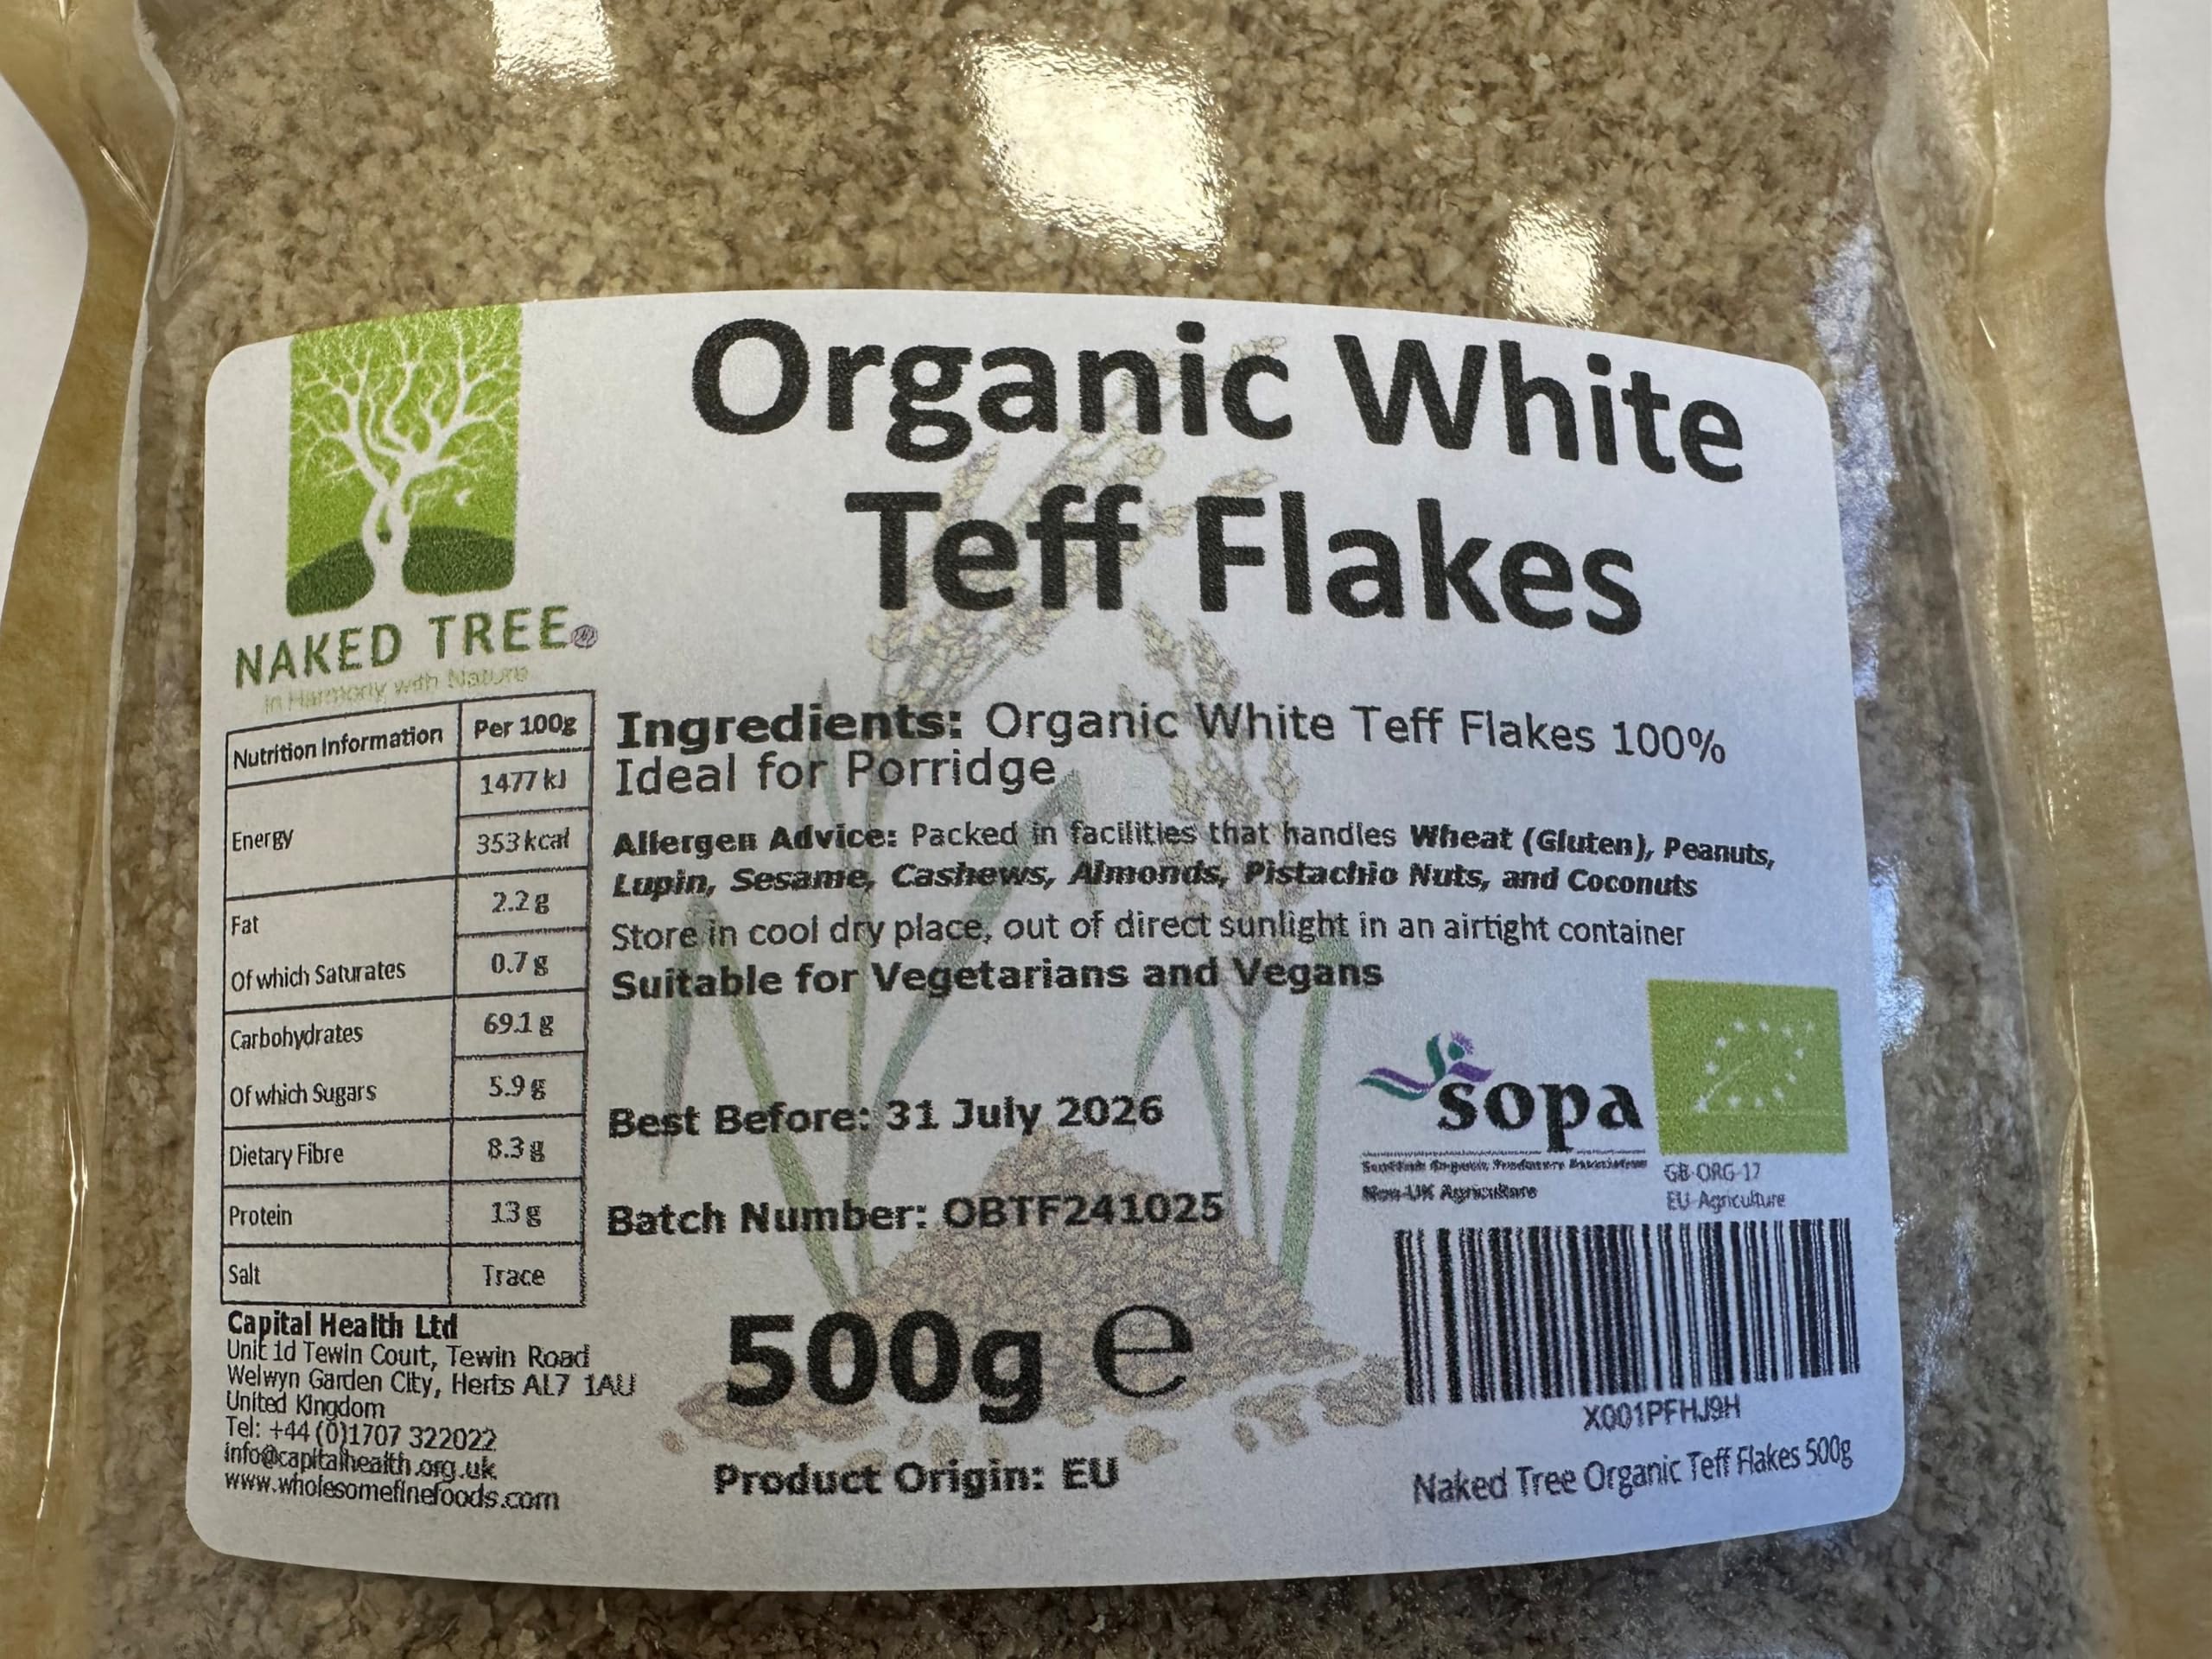 Organic White
Teff Flakes
NAKED TREE
In Harmony with Nature
Nutrition Information Per 100g
Energy 1477 kJ
353 kcal
Fat 2.2 g
Of which Saturates 0.7 g
Carbohydrates 69.1 g
Of which Sugars 5.9 g
Dietary Fibre 8.3 g
Protein 13 g
Salt Trace
Capital Health Ltd
Unit 1d Tewin Court, Tewin Road
Welwyn Garden City, Herts AL7 1AU
United Kingdom
Tel: +44 (0)1707 322022
info@capitalhealth.org.uk
www.wholesomefinefoods.com
Ingredients: Organic White Teff Flakes 100%
Ideal for Porridge
Allergen Advice: Packed in facilities that handles Wheat (Gluten), Peanuts,
Lupin, Sesame, Cashews, Almonds, Pistachio Nuts, and Coconuts
Store in cool dry place, out of direct sunlight in an airtight container
Suitable for Vegetarians and Vegans
Best Before: 31 July 2026
Batch Number: OBTF241025
500g e
Product Origin: EU
sopa
Scottish Organic Producers Association
Non-UK Agriculture
GB-ORG-17
EU Agriculture
X001PFHJ9H
Naked Tree Organic Teff Flakes 500g